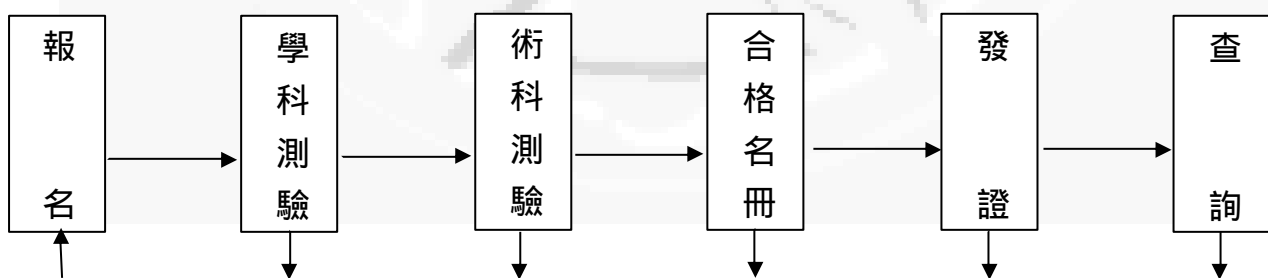 報名
學科測驗
術科測驗
合格名冊
發證
查詢